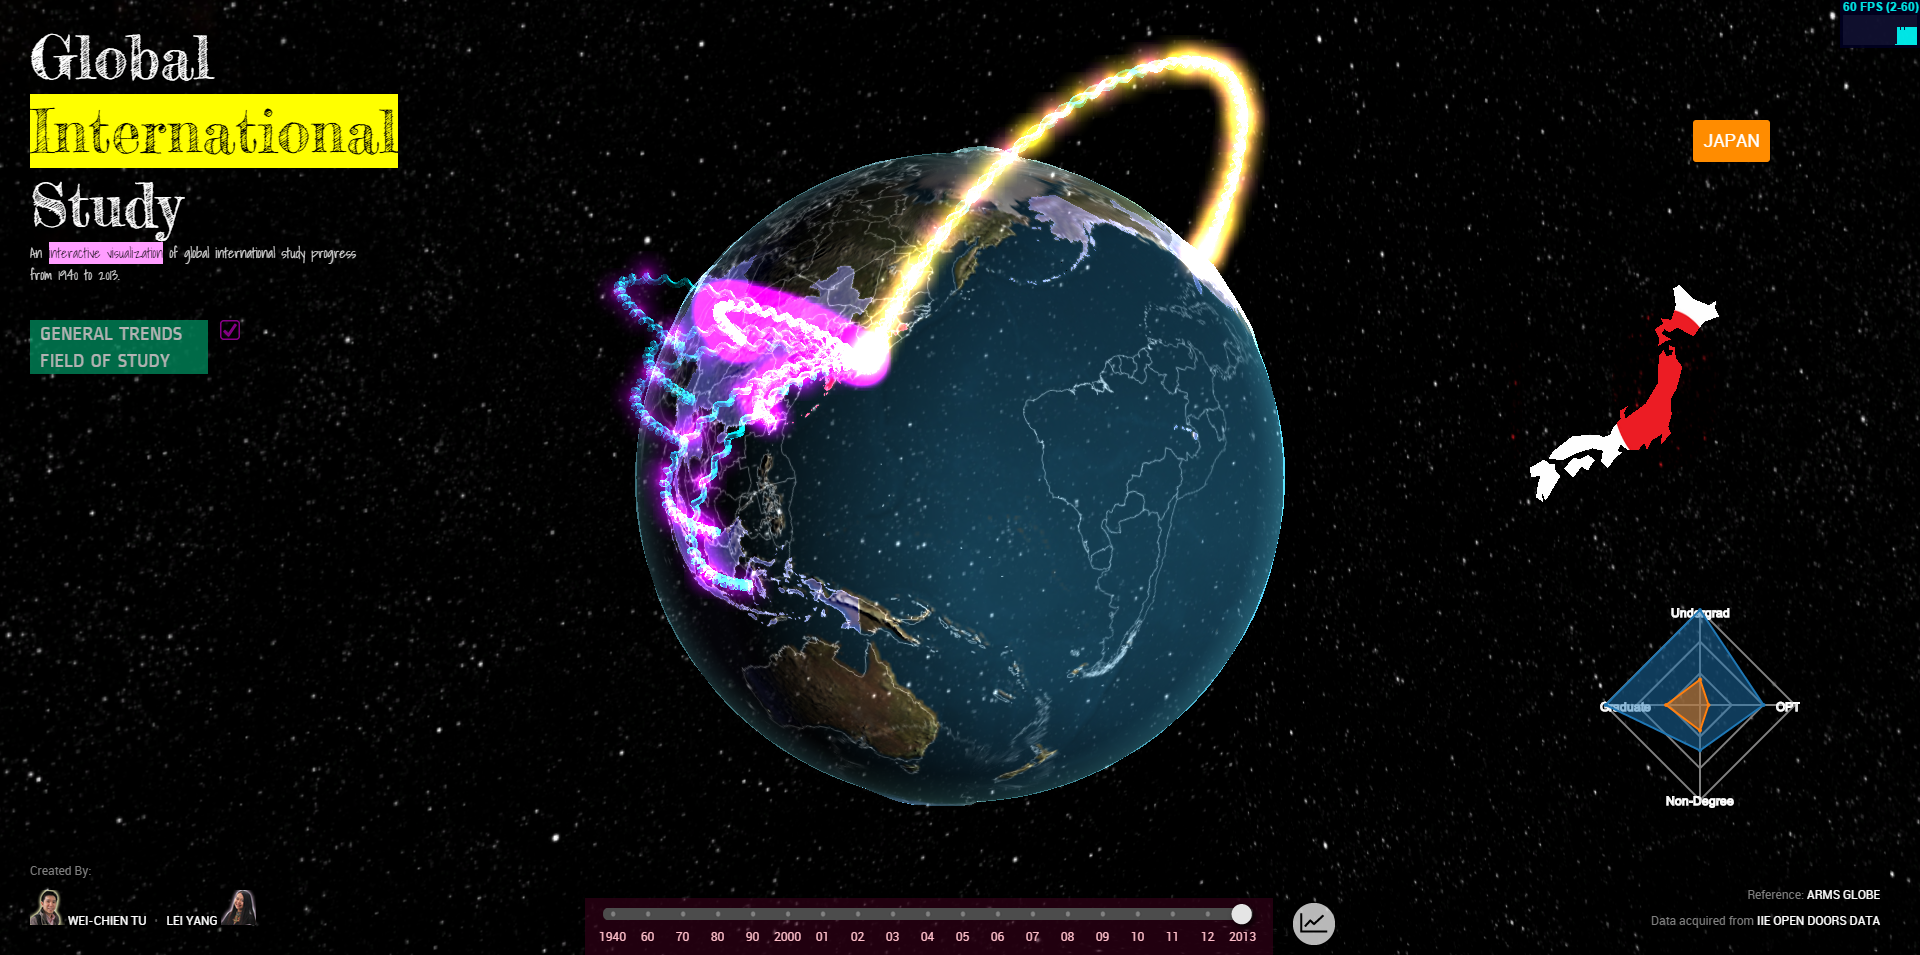 60 FPS (2-60)
Global
International
Study
An interactive visualization of global international study progress
from 1940 to 2013.
JAPAN
GENERAL TRENDS
FIELD OF STUDY
Undergrad
Graduate
OPT
Non-Degree
Created By:
WEI-CHIEN TU LEI YANG
1940 60 70 80 90 2000 01 02 03 04 05 06 07 08 09 10 11 12 2013
Reference: ARMS GLOBE
Data acquired from IIE OPEN DOORS DATA